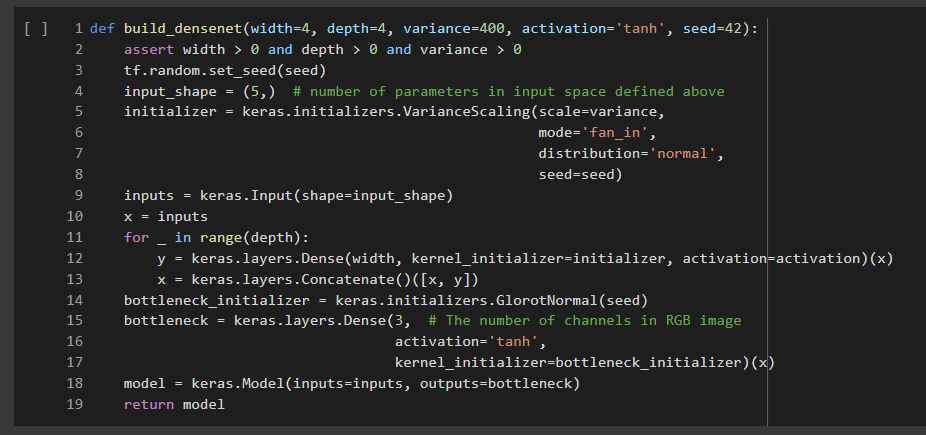 [ ] 1 def build_densenet(width=4, depth=4, variance=400, activation='tanh', seed=42):
2     assert width > 0 and depth > 0 and variance > 0
3     tf.random.set_seed(seed)
4     input_shape = (5,)  # number of parameters in input space defined above
5     initializer = keras.initializers.VarianceScaling(scale=variance,
6                                                      mode='fan_in',
7                                                      distribution='normal',
8                                                      seed=seed)
9     inputs = keras.Input(shape=input_shape)
10     x = inputs
11     for _ in range(depth):
12         y = keras.layers.Dense(width, kernel_initializer=initializer, activation=activation)(x)
13         x = keras.layers.Concatenate()([x, y])
14     bottleneck_initializer = keras.initializers.GlorotNormal(seed)
15     bottleneck = keras.layers.Dense(3,  # The number of channels in RGB image
16                                     activation='tanh',
17                                     kernel_initializer=bottleneck_initializer)(x)
18     model = keras.Model(inputs=inputs, outputs=bottleneck)
19     return model